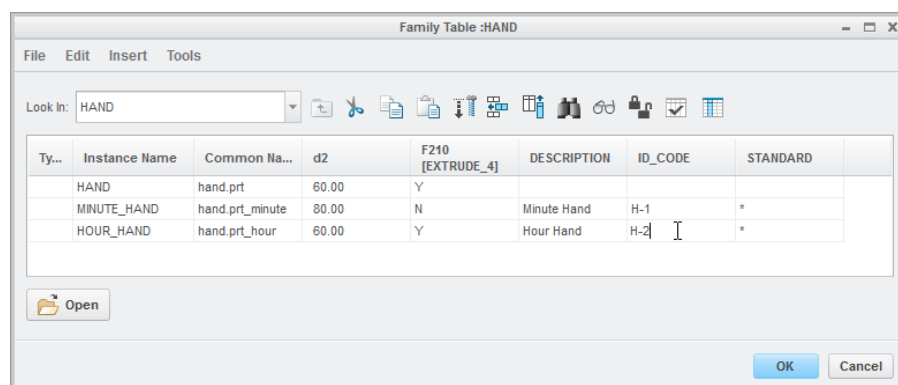 Family Table :HAND
File Edit Insert Tools
Look In: HAND
Ty... Instance Name Common Na... d2 F210 [EXTRUDE_4] DESCRIPTION ID_CODE STANDARD
HAND hand.prt 60.00 Y
MINUTE_HAND hand.prt_minute 80.00 N Minute Hand H-1 *
HOUR_HAND hand.prt_hour 60.00 Y Hour Hand H-2 *
Open
OK Cancel